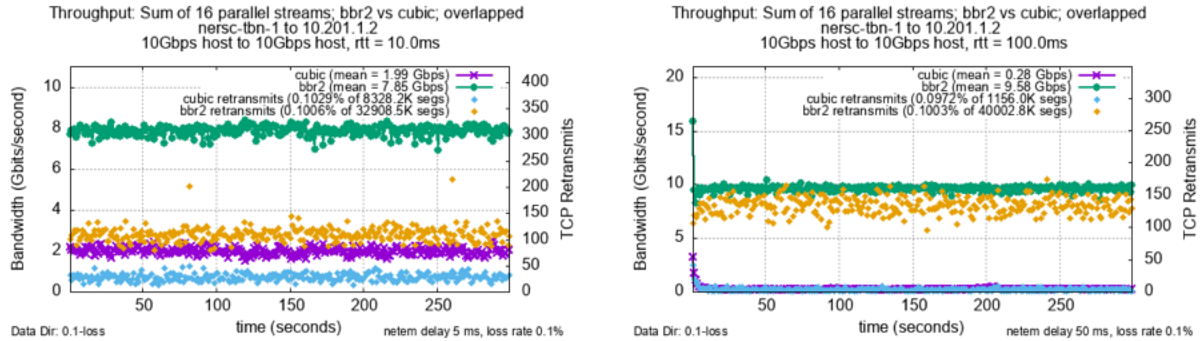 Throughput: Sum of 16 parallel streams; bbr2 vs cubic; overlapped
nersc-tbn-1 to 10.201.1.2
10Gbps host to 10Gbps host, rtt = 10.0ms
cubic (mean = 1.99 Gbps)
bbr2 (mean = 7.85 Gbps)
cubic retransmits (0.1029% of 8328.2K segs)
bbr2 retransmits (0.1006% of 32908.5K segs)
Bandwidth (Gbits/second)
10
8
6
4
2
0
TCP Retransmits
400
350
300
250
200
150
100
50
0
50
100
150
200
250
time (seconds)
Data Dir: 0.1-loss
netem delay 5 ms, loss rate 0.1%
Throughput: Sum of 16 parallel streams; bbr2 vs cubic; overlapped
nersc-tbn-1 to 10.201.1.2
10Gbps host to 10Gbps host, rtt = 100.0ms
cubic (mean = 0.28 Gbps)
bbr2 (mean = 9.58 Gbps)
cubic retransmits (0.0972% of 1156.0K segs)
bbr2 retransmits (0.1003% of 40002.8K segs)
Bandwidth (Gbits/second)
20
15
10
5
0
TCP Retransmits
300
250
200
150
100
50
0
50
100
150
200
250
time (seconds)
Data Dir: 0.1-loss
netem delay 50 ms, loss rate 0.1%